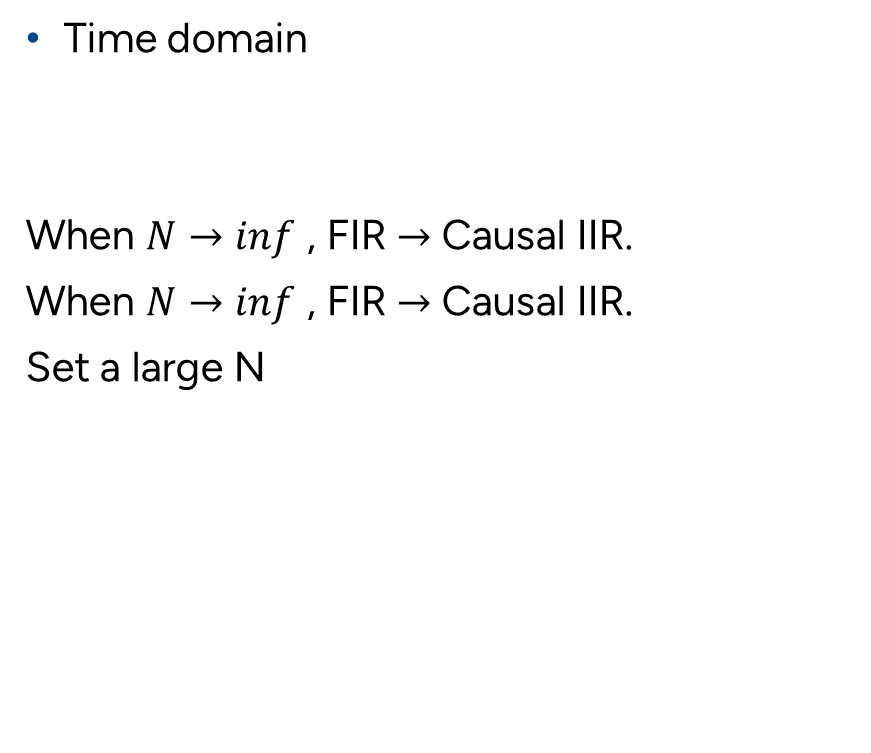 • Time domain
When N → inf , FIR → Causal IIR.
When N → inf , FIR → Causal IIR.
Set a large N